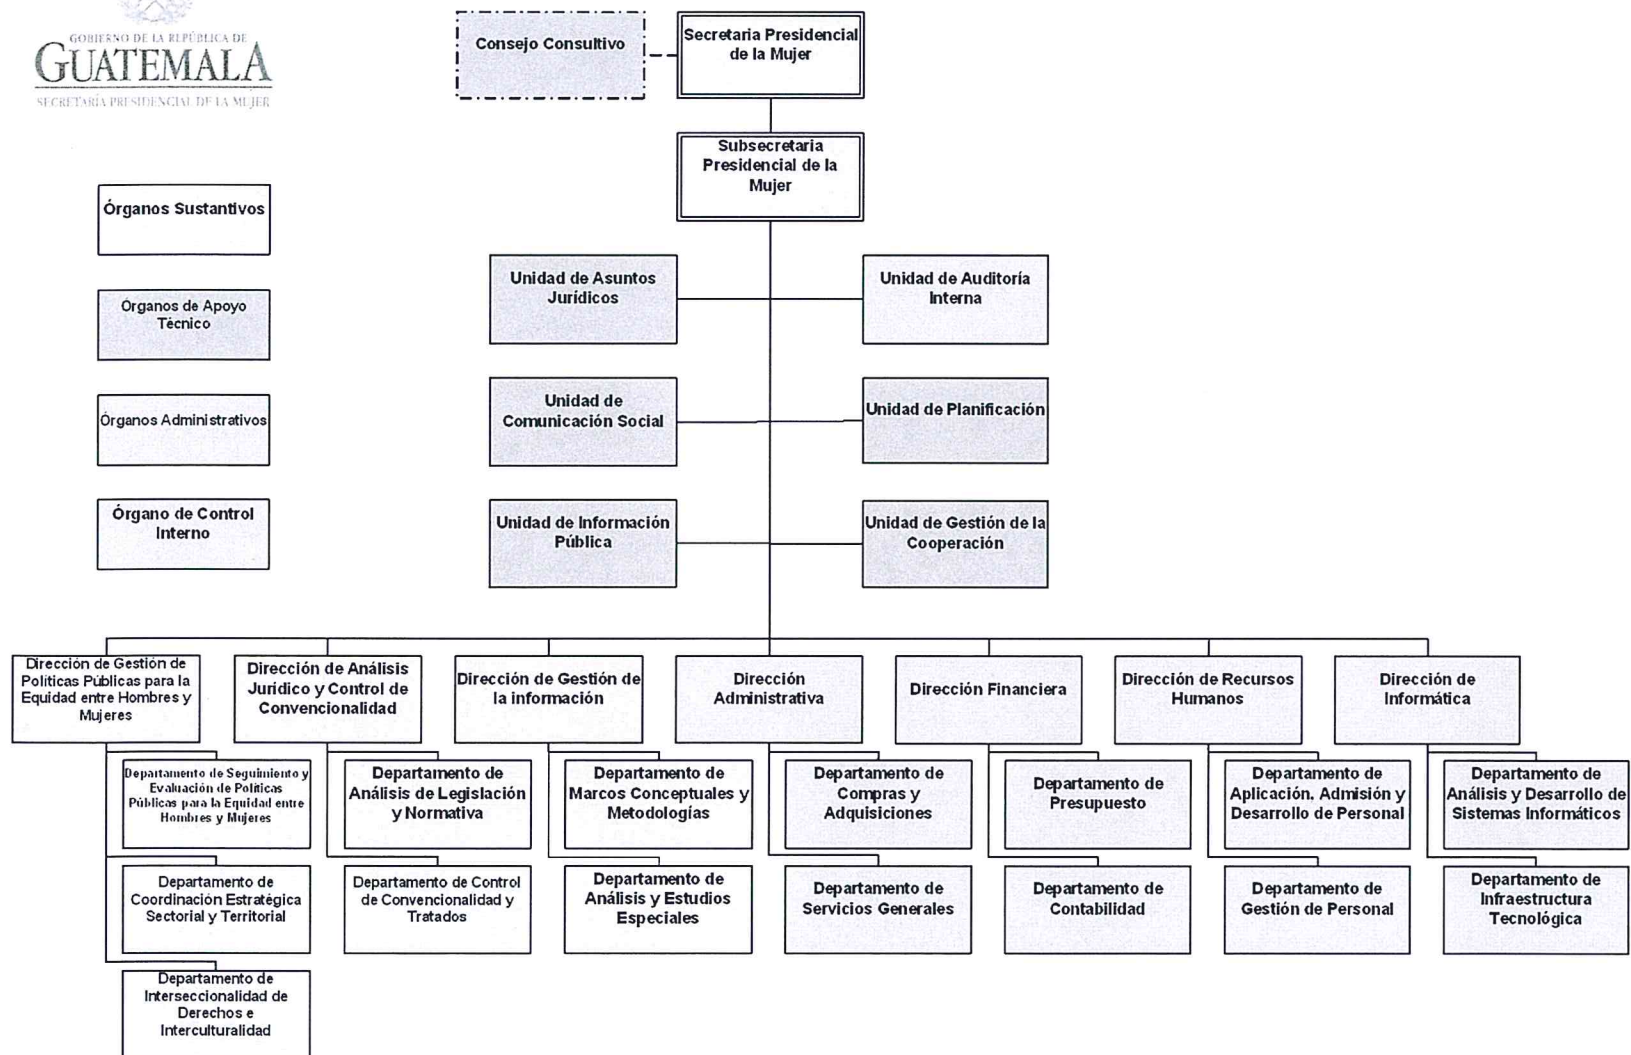 GOBIERNO DE LA REPÚBLICA DE
GUATEMALA
SECRETARÍA PRESIDENCIAL DE LA MUJER
Consejo Consultivo
Secretaria Presidencial
de la Mujer
Subsecretaria
Presidencial de la
Mujer
Órganos Sustantivos
Órganos de Apoyo
Técnico
Órganos Administrativos
Órgano de Control
Interno
Unidad de Asuntos
Jurídicos
Unidad de Auditoría
Interna
Unidad de
Comunicación Social
Unidad de Planificación
Unidad de Información
Pública
Unidad de Gestión de la
Cooperación
Dirección de Gestión de
Políticas Públicas para la
Equidad entre Hombres y
Mujeres
Dirección de Análisis
Jurídico y Control de
Convencionalidad
Dirección de Gestión de
la información
Dirección
Administrativa
Dirección Financiera
Dirección de Recursos
Humanos
Dirección de
Informática
Departamento de Seguimiento y
Evaluación de Políticas
Públicas para la Equidad entre
Hombres y Mujeres
Departamento de
Análisis de Legislación
y Normativa
Departamento de
Marcos Conceptuales y
Metodologías
Departamento de
Compras y
Adquisiciones
Departamento de
Presupuesto
Departamento de
Aplicación, Admisión y
Desarrollo de Personal
Departamento de
Análisis y Desarrollo de
Sistemas Informáticos
Departamento de
Coordinación Estratégica
Sectorial y Territorial
Departamento de Control
de Convencionalidad y
Tratados
Departamento de
Análisis y Estudios
Especiales
Departamento de
Servicios Generales
Departamento de
Contabilidad
Departamento de
Gestión de Personal
Departamento de
Infraestructura
Tecnológica
Departamento de
Interseccionalidad de
Derechos e
Interculturalidad